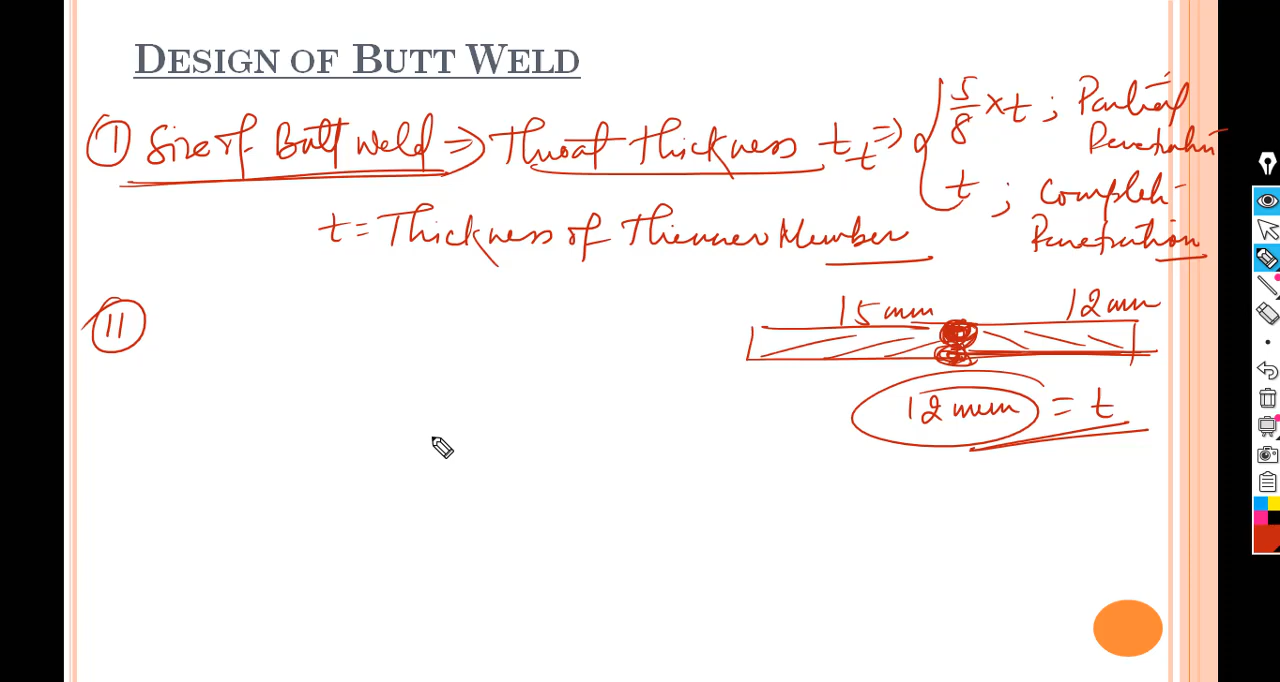 DESIGN OF BUTT WELD
① Size of Butt Weld ⇒ Throat thickness t_t ⇒ { 5/8 × t ; Partial Penetration
t ; Complete Penetration
t = Thickness of Thinner Member
⑪
15 mm 12 mm
12 mm = t